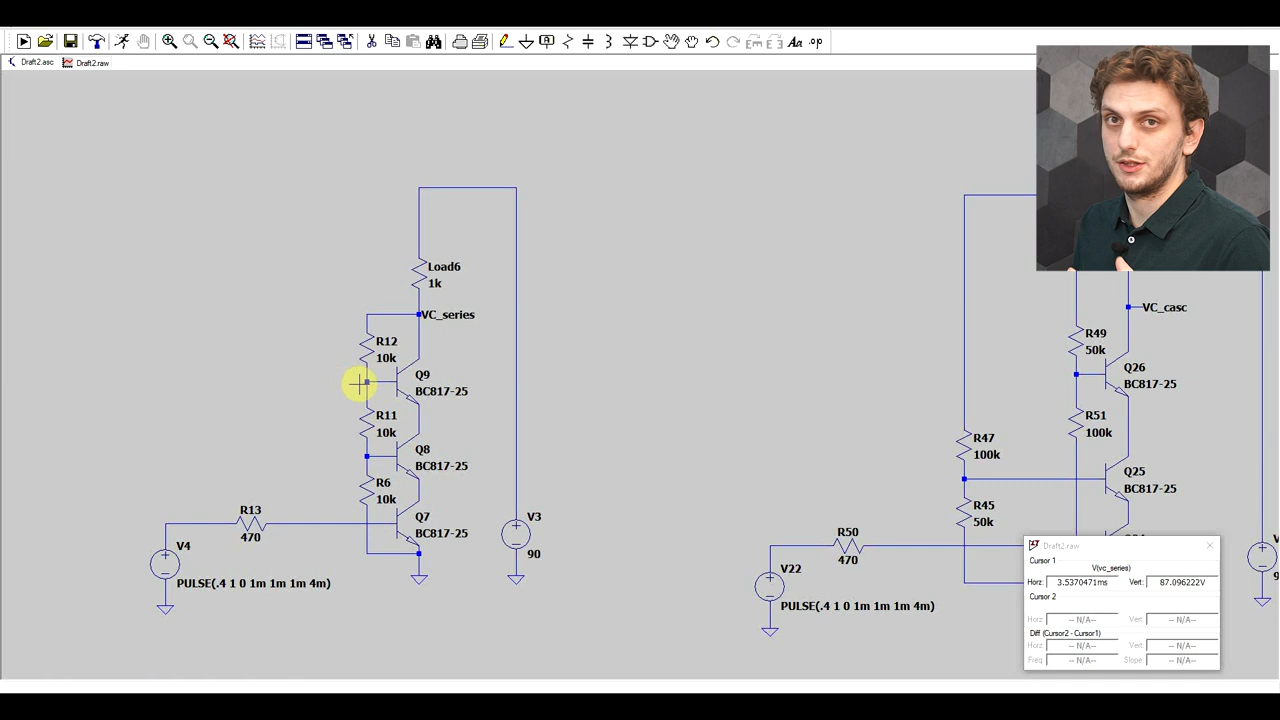 Draft2.asc
Draft2.raw
Load6
1k
VC_series
R12
10k
Q9
BC817-25
R11
10k
Q8
BC817-25
R6
10k
R13
470
Q7
BC817-25
V3
90
V4
PULSE(.4 1 0 1m 1m 1m 4m)
VC_casc
R49
50k
Q26
BC817-25
R51
100k
R47
100k
Q25
BC817-25
R45
50k
R50
470
V22
PULSE(.4 1 0 1m 1m 1m 4m)
Draft2.raw
Cursor 1
V(vc_series)
Horz: 3.5370471ms Vert: 87.096222V
Cursor 2
Horz: -- N/A-- Vert: -- N/A--
Diff (Cursor2 - Cursor1)
Horz: -- N/A-- Vert: -- N/A--
Freq: -- N/A-- Slope: -- N/A--